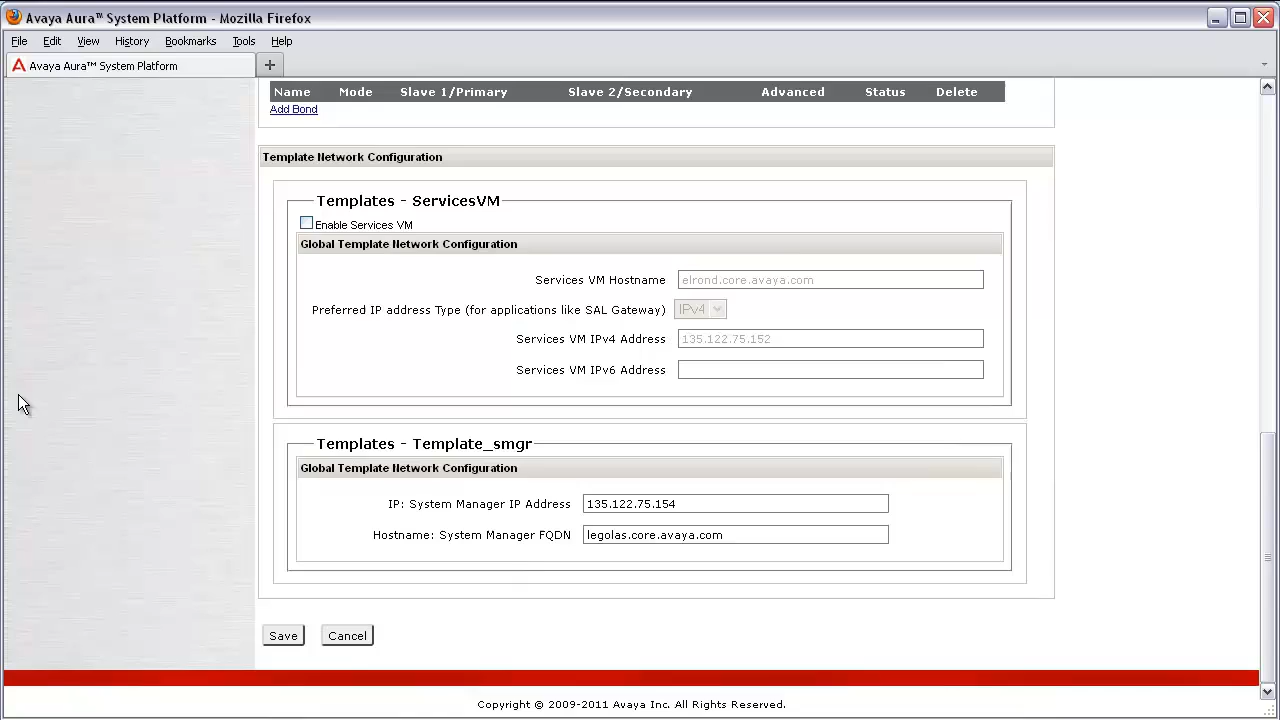 Avaya Aura™ System Platform - Mozilla Firefox
File Edit View History Bookmarks Tools Help
Avaya Aura™ System Platform
Name Mode Slave 1/Primary Slave 2/Secondary Advanced Status Delete
Add Bond
Template Network Configuration
Templates - ServicesVM
Enable Services VM
Global Template Network Configuration
Services VM Hostname elrond.core.avaya.com
Preferred IP address Type (for applications like SAL Gateway) IPv4
Services VM IPv4 Address 135.122.75.152
Services VM IPv6 Address
Templates - Template_smgr
Global Template Network Configuration
IP: System Manager IP Address 135.122.75.154
Hostname: System Manager FQDN legolas.core.avaya.com
Save Cancel
Copyright © 2009-2011 Avaya Inc. All Rights Reserved.